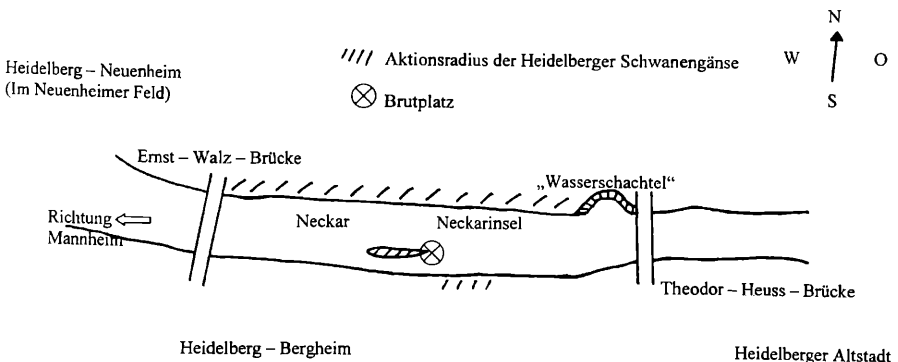 N
Heidelberg – Neuenheim
(Im Neuenheimer Feld)
Aktionsradius der Heidelberger Schwanengänse
W O
Brutplatz
S
Ernst – Walz – Brücke
„Wasserschachtel“
Richtung
Mannheim
Neckar
Neckarinsel
Theodor – Heuss – Brücke
Heidelberg – Bergheim
Heidelberger Altstadt